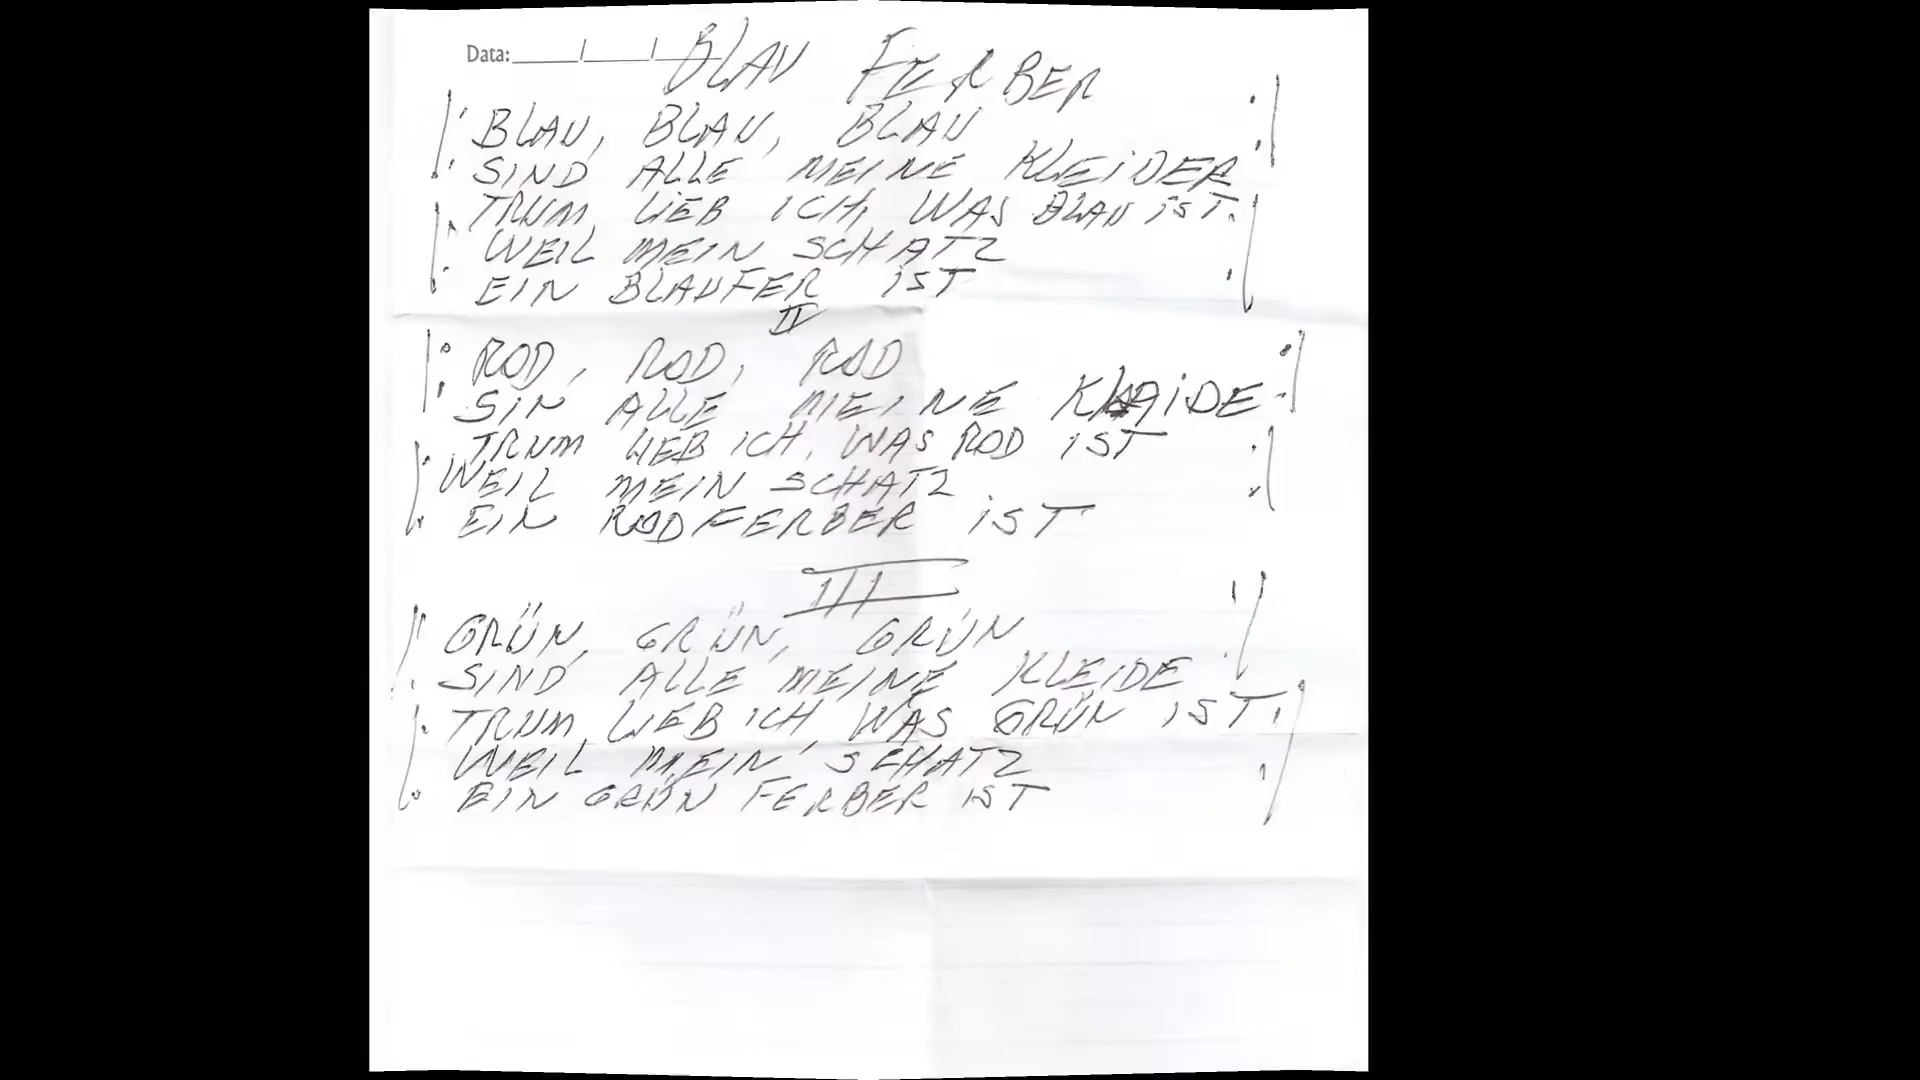 Data:____/____/____ BLAU FERBER
|: BLAU, BLAU, BLAU
SIND ALLE MEINE KLEIDER :|
|: TRUM LIEB ICH, WAS BLAU IST.
WEIL MEIN SCHATZ
EIN BLAUFER IST :|
II
|: ROD, ROD, ROD
SIN ALLE MEINE KLAIDE :|
|: TRUM LIEB ICH, WAS ROD IST
WEIL MEIN SCHATZ
EIN RODFERBER IST :|
III
|: GRÜN, GRÜN, GRÜN
SIND ALLE MEINE KLEIDE :|
|: TRUM, LIEB ICH, WAS GRÜN IST,
WEIL MEIN SCHATZ
EIN GRÜN FERBER IST :|